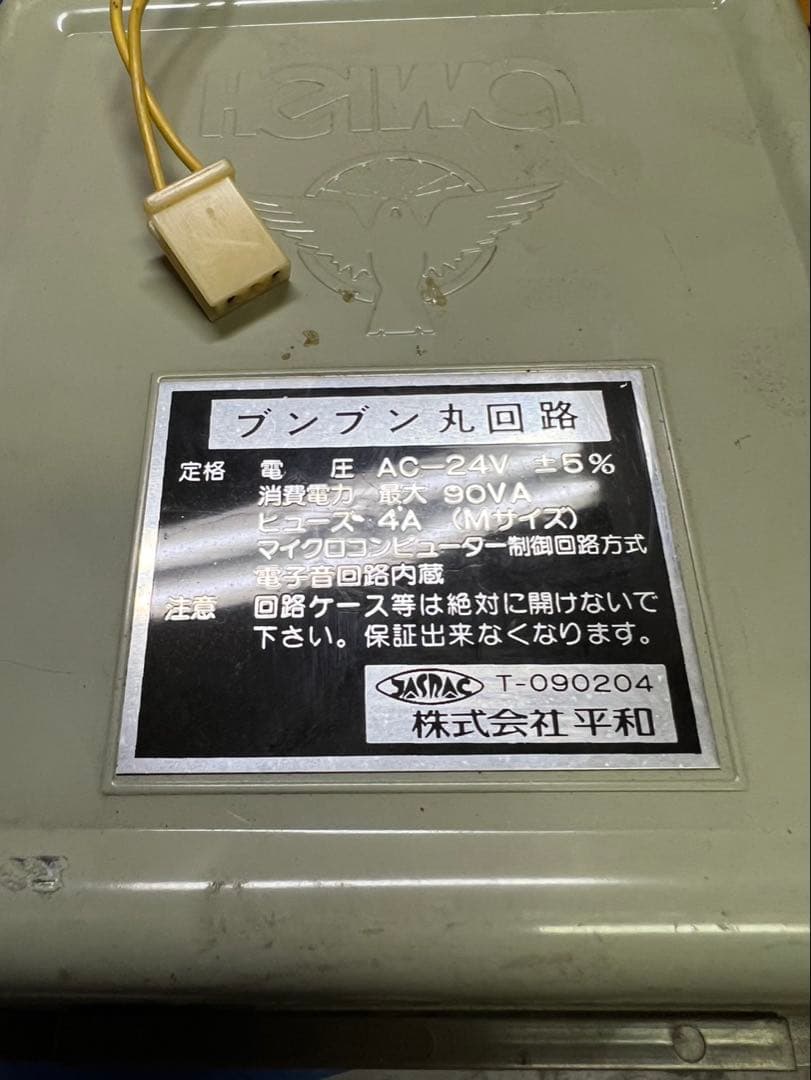 ブンブン丸回路
定格 電圧 AC-24V ±5%
消費電力 最大 90VA
ヒューズ 4A (Mサイズ)
マイクロコンピューター制御回路方式
電子音回路内蔵
注意 回路ケース等は絶対に開けないで
下さい。保証出来なくなります。
JASRAC T-090204
株式会社平和